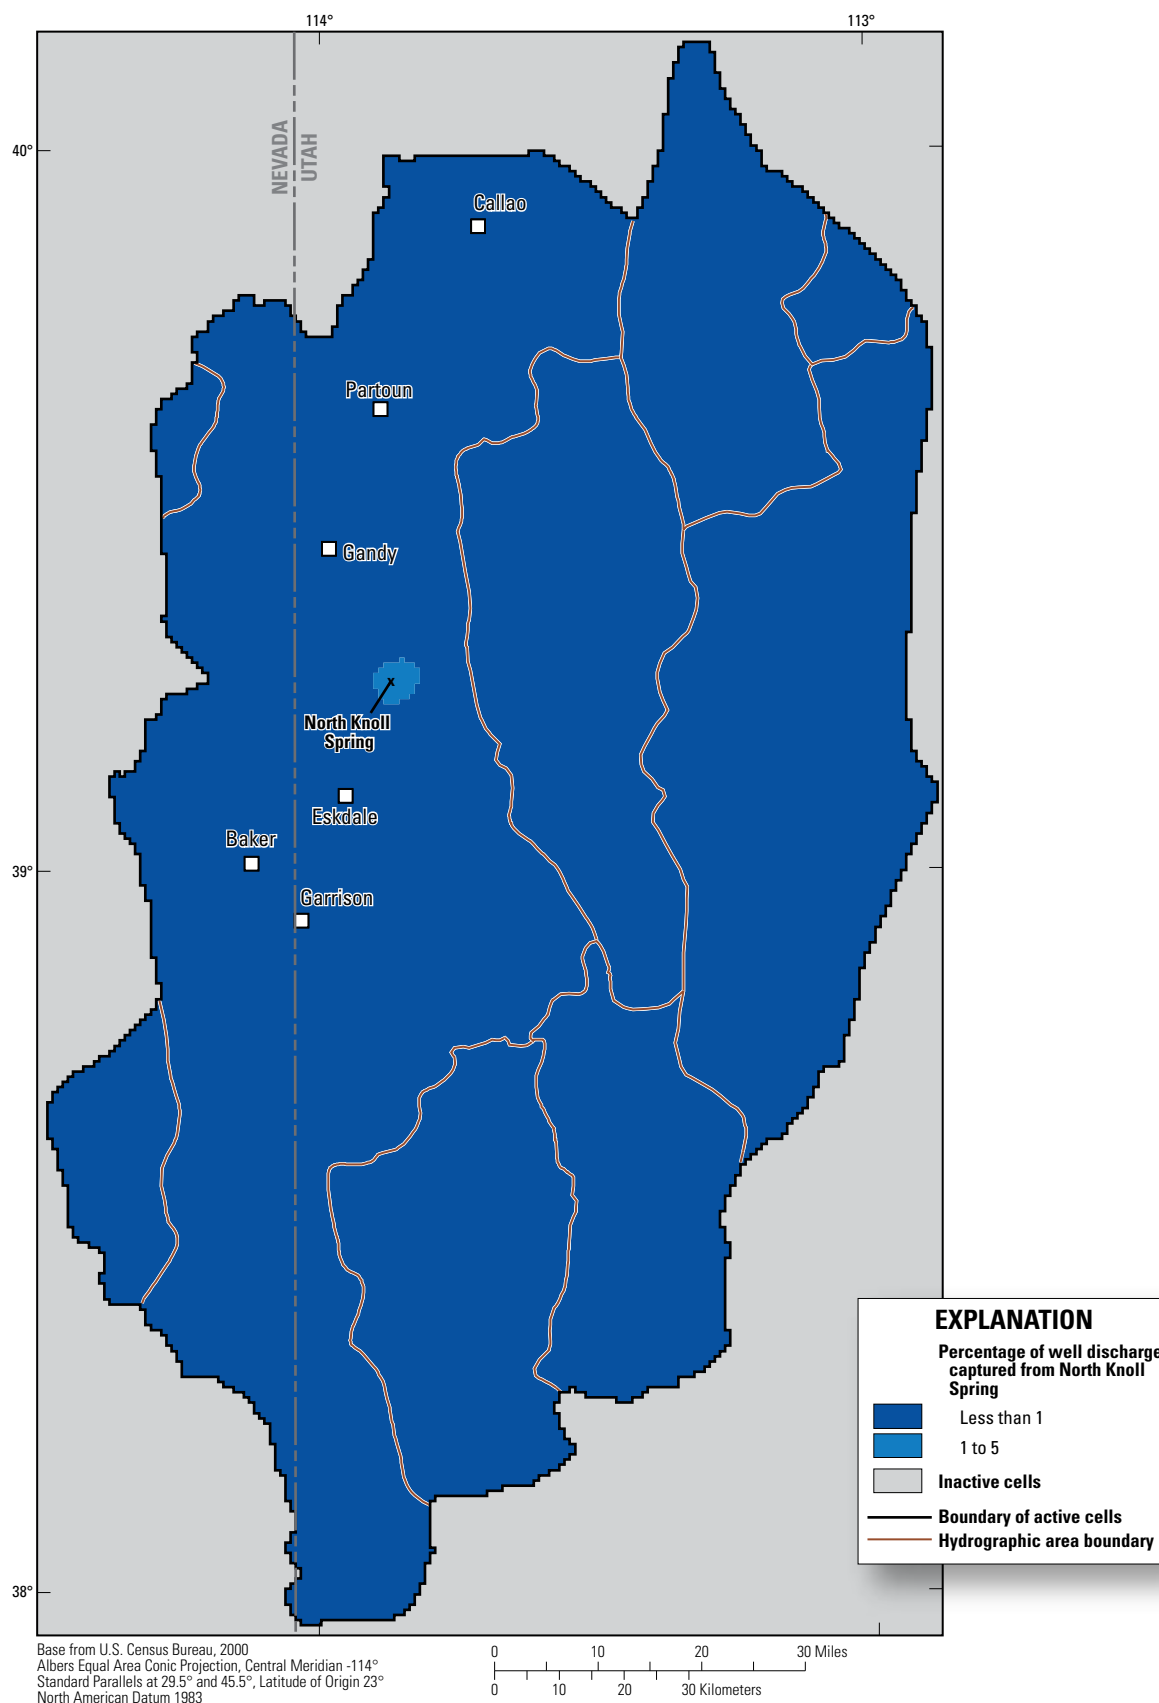 114°
113°
40°
NEVADA
UTAH
Callao
Partoun
Gandy
North Knoll
Spring
Eskdale
Baker
39°
Garrison
EXPLANATION
Percentage of well discharge
captured from North Knoll
Spring
Less than 1
1 to 5
Inactive cells
Boundary of active cells
Hydrographic area boundary
38°
Base from U.S. Census Bureau, 2000
Albers Equal Area Conic Projection, Central Meridian -114°
Standard Parallels at 29.5° and 45.5°, Latitude of Origin 23°
North American Datum 1983
0 10 20 30 Miles
0 10 20 30 Kilometers